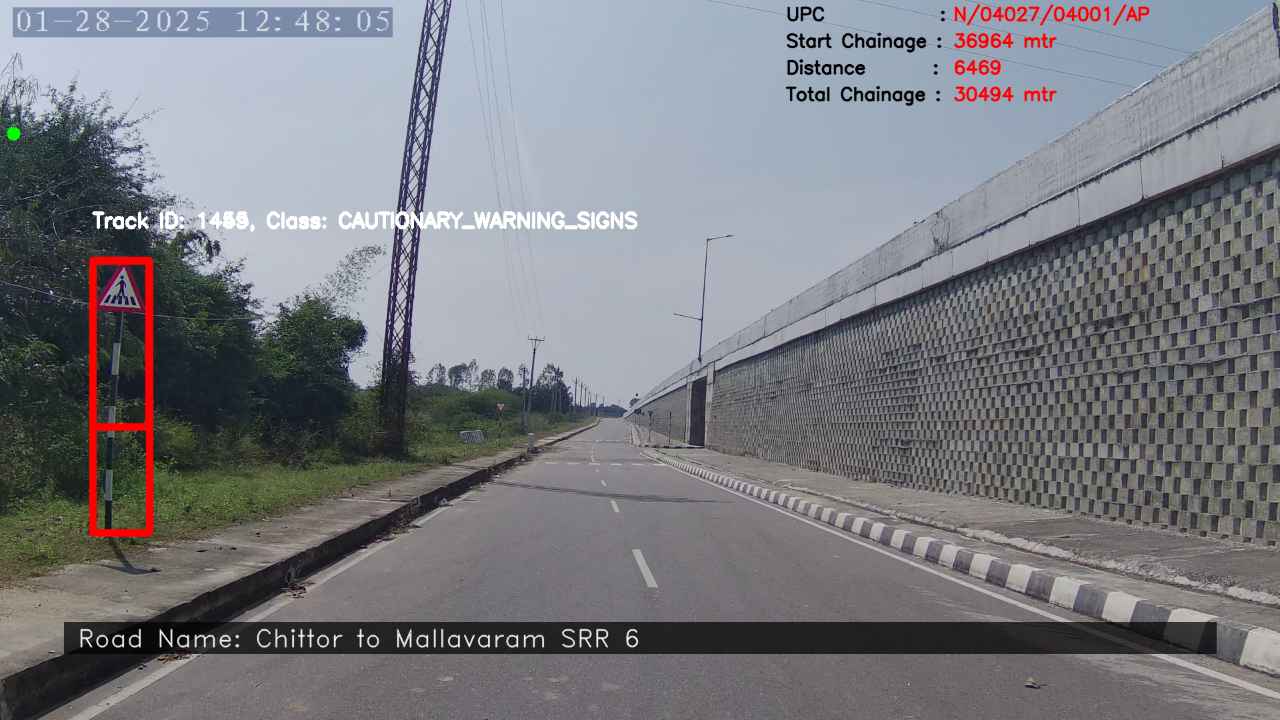 01-28-2025 12:48:05
UPC : N/04027/04001/AP
Start Chainage : 36964 mtr
Distance : 6469
Total Chainage : 30494 mtr
Track ID: Class: CAUTIONARY_WARNING_SIGNS
Road Name: Chittor to Mallavaram SRR 6